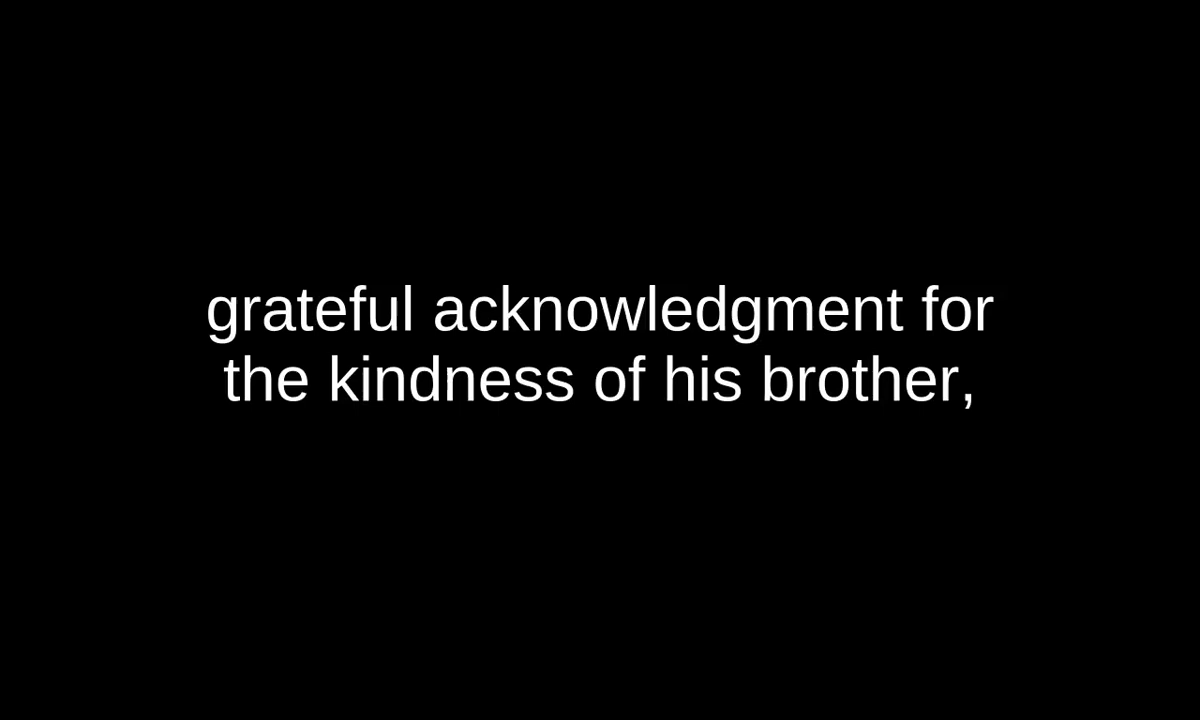 grateful acknowledgment for
the kindness of his brother,